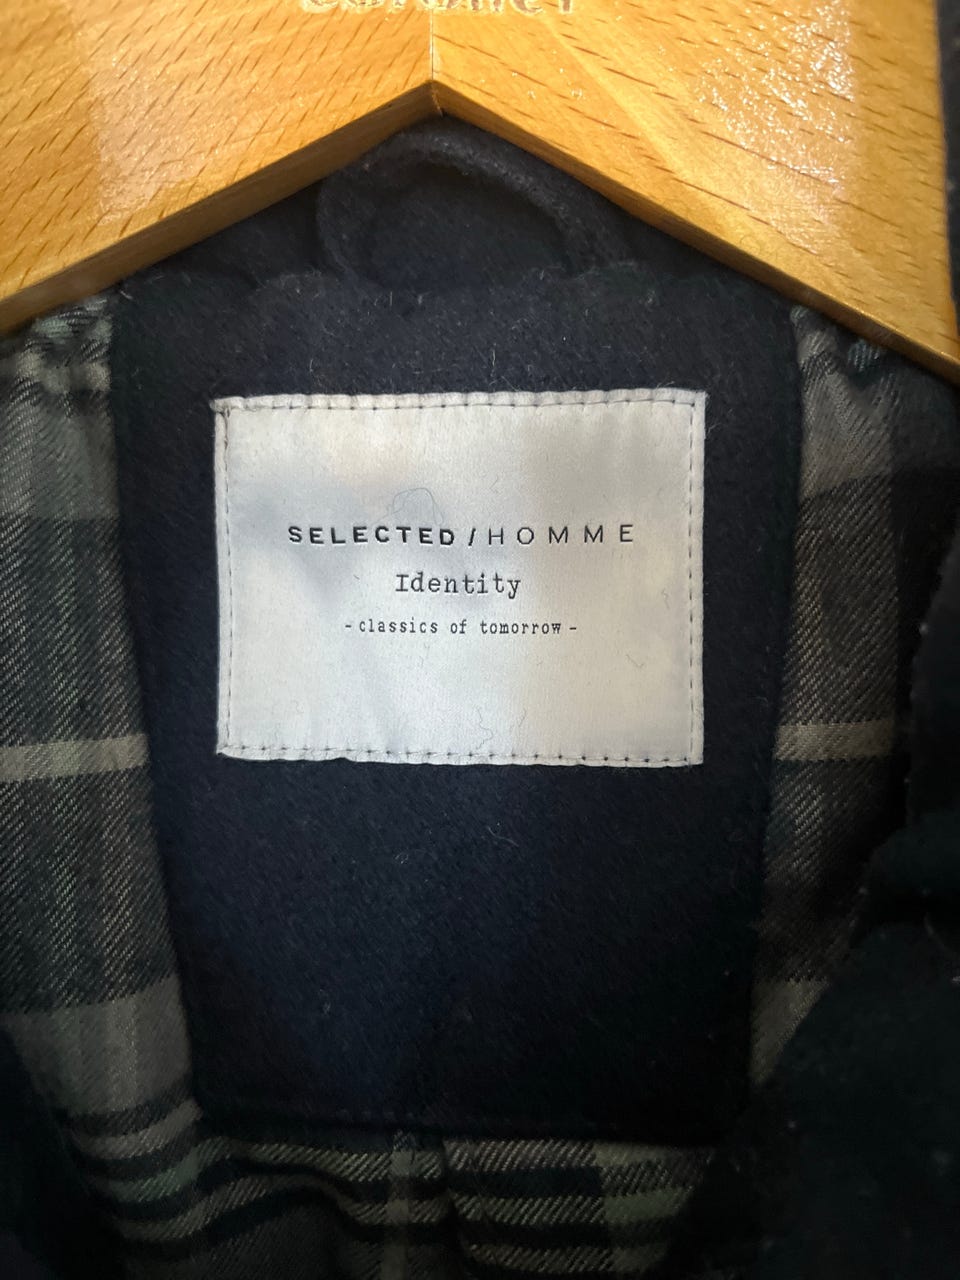 SELECTED / HOMME
Identity
- classics of tomorrow -